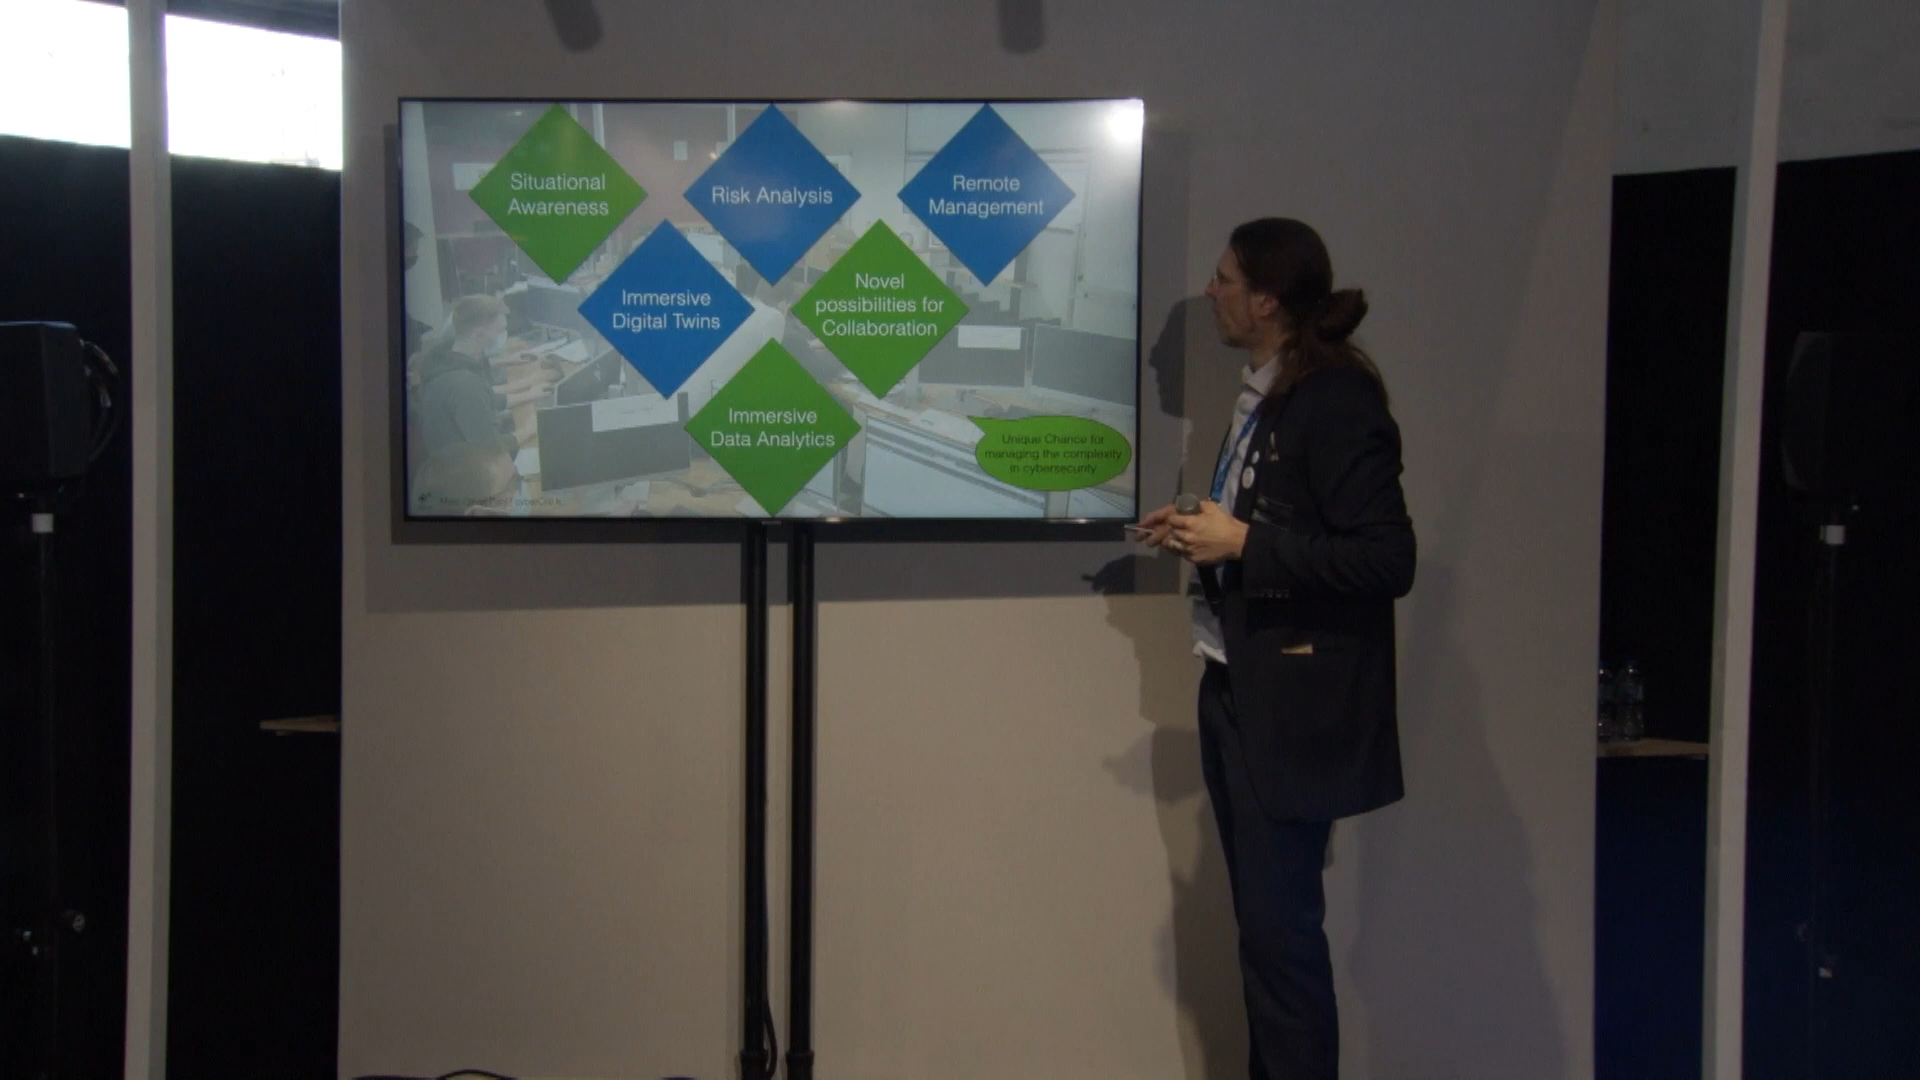 Situational
Awareness
Risk Analysis
Remote
Management
Immersive
Digital Twins
Novel
possibilities for
Collaboration
Immersive
Data Analytics
Unique Chance for
managing the complexity
in cybersecurity